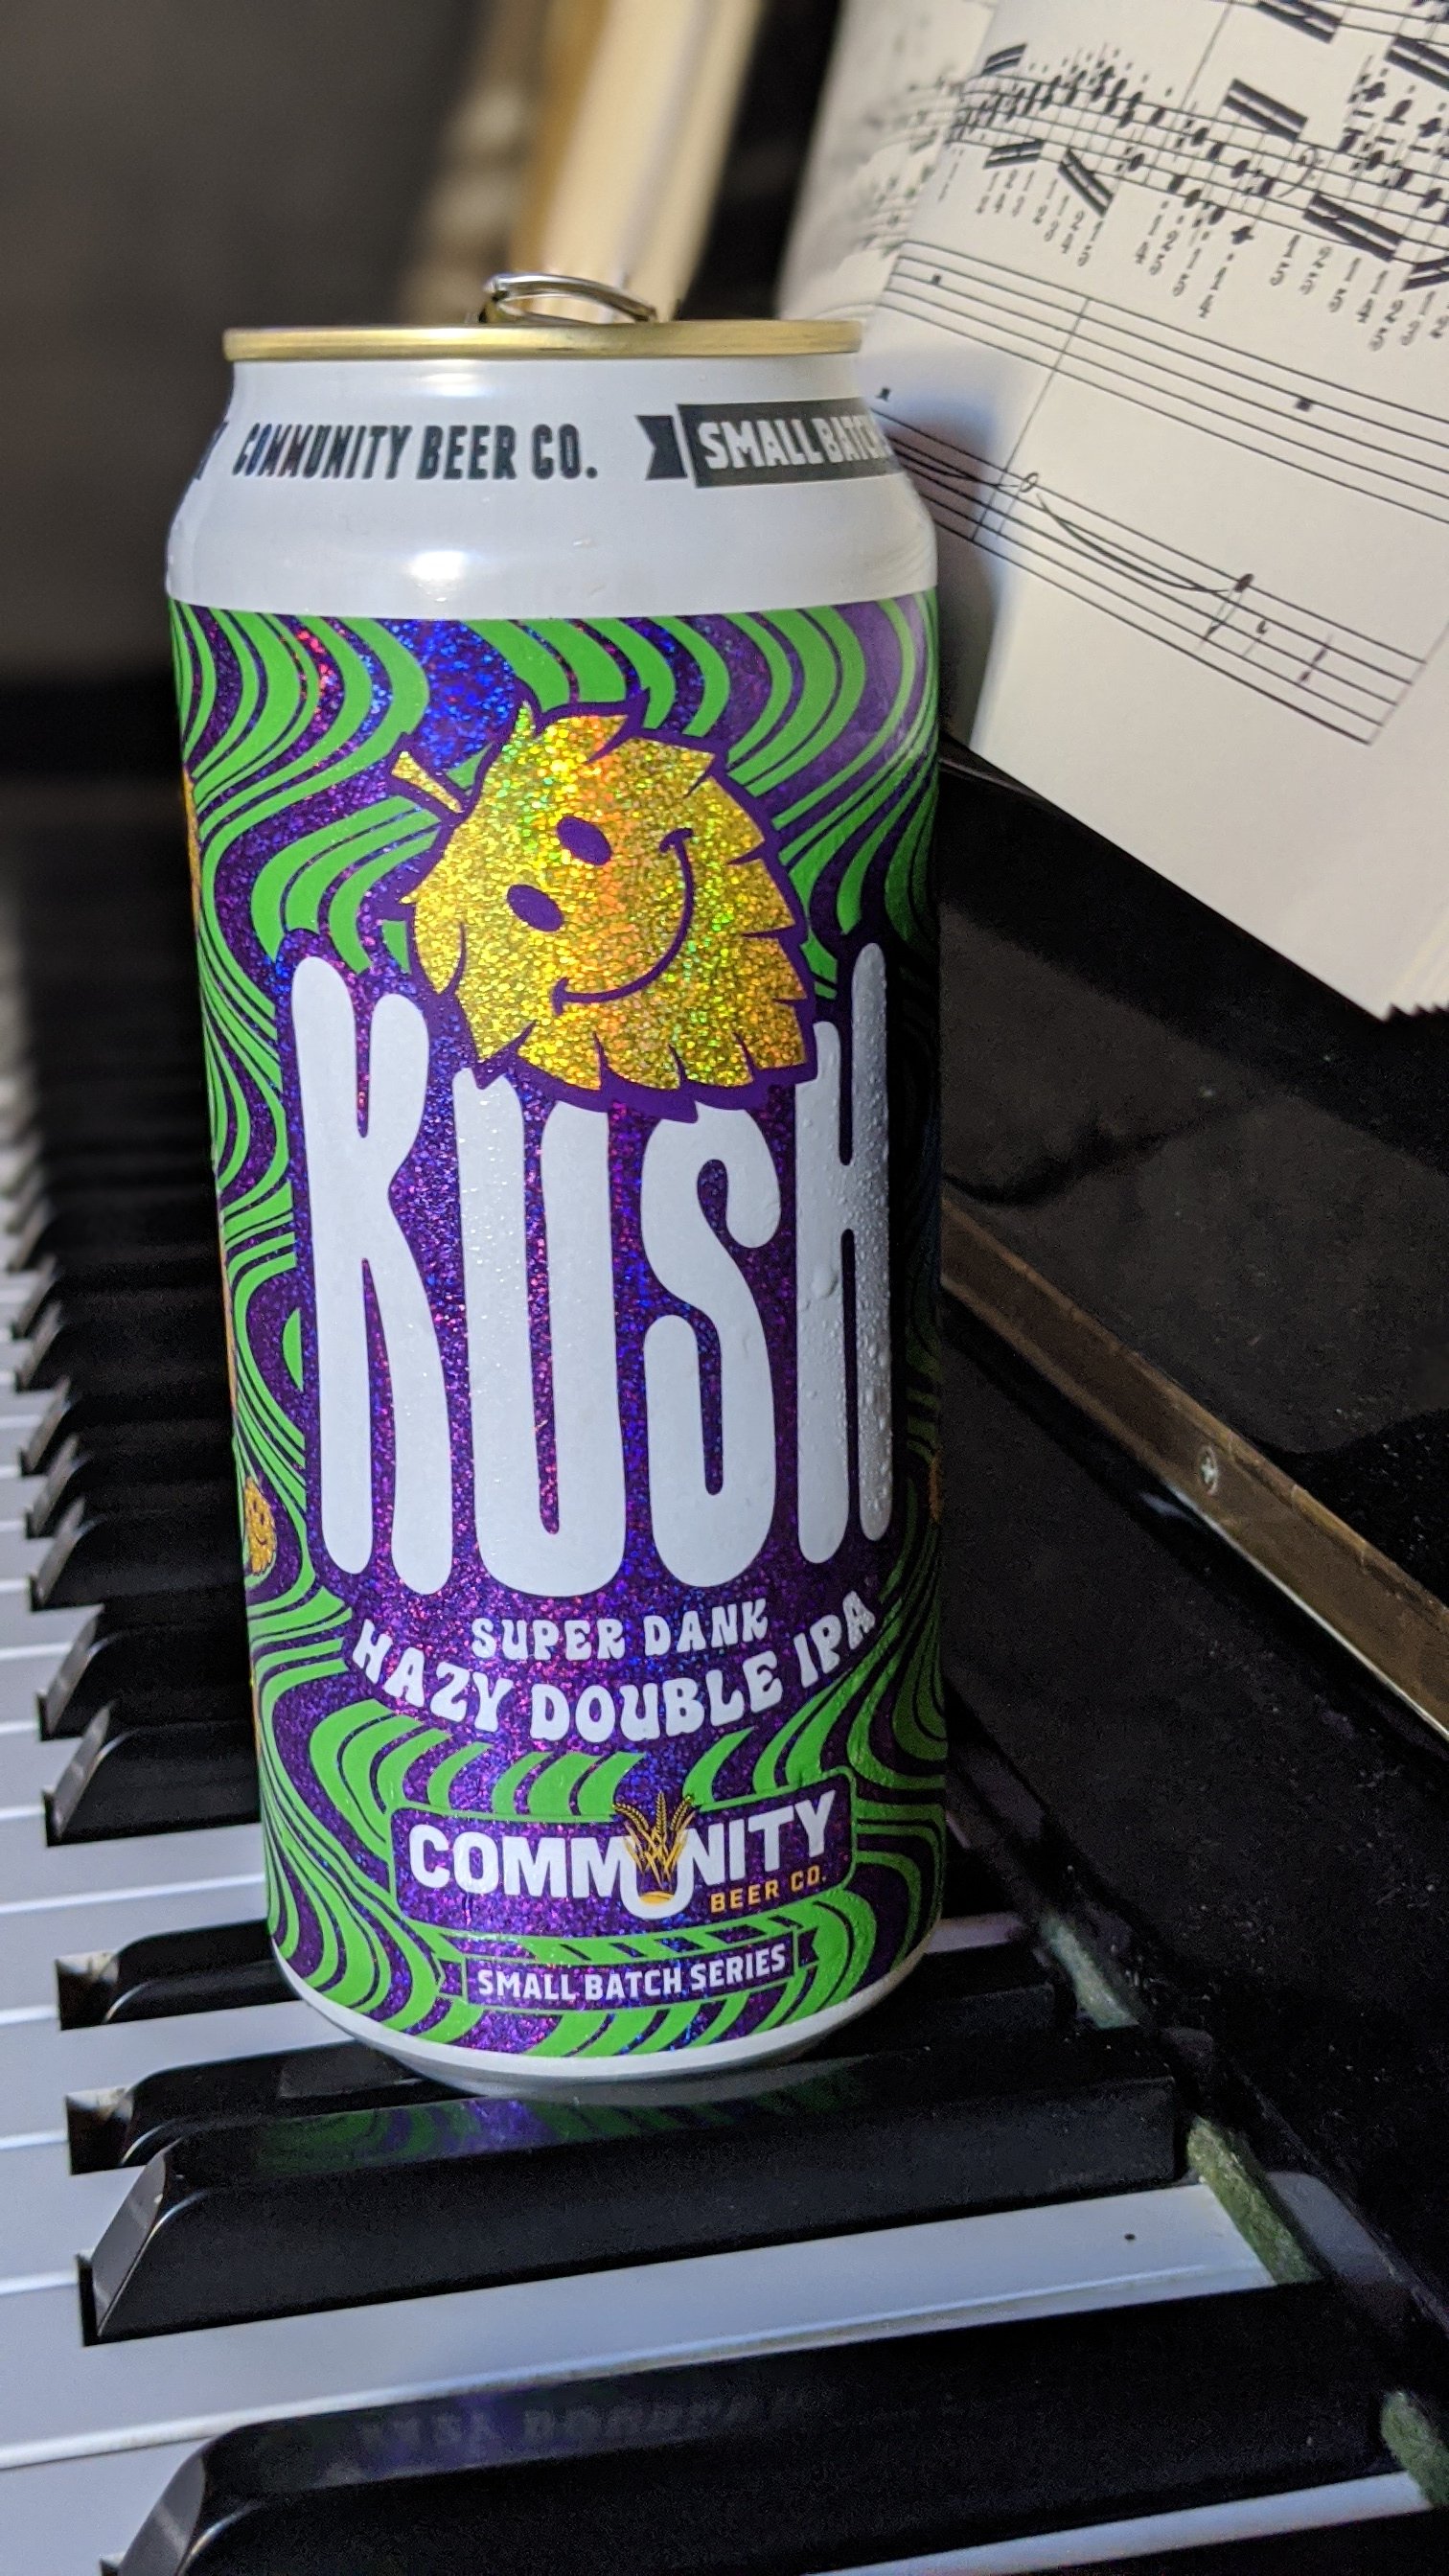 COMMUNITY BEER CO. SMALL BATCH
KUSH
SUPER DANK
HAZY DOUBLE IPA
COMMUNITY
BEER CO.
SMALL BATCH SERIES